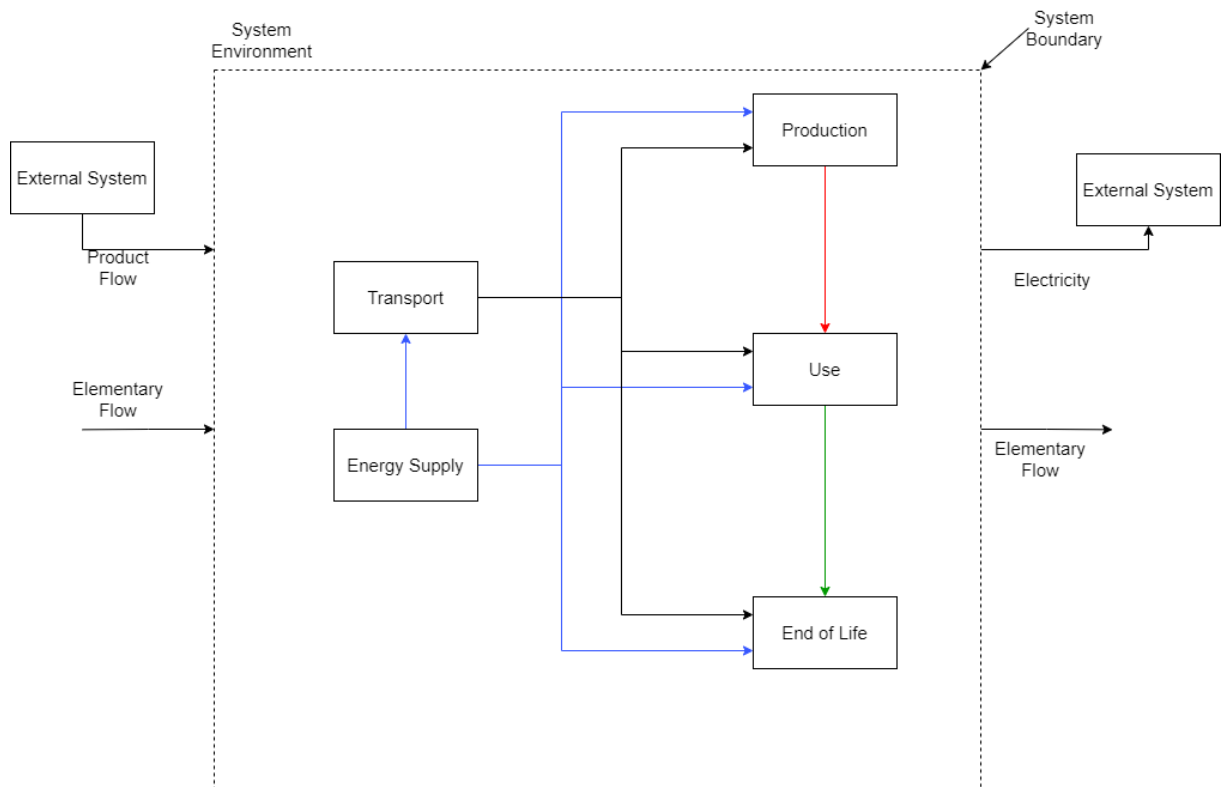 System
Environment
System
Boundary
Production
External System
External System
Product
Flow
Transport
Electricity
Use
Elementary
Flow
Energy Supply
Elementary
Flow
End of Life